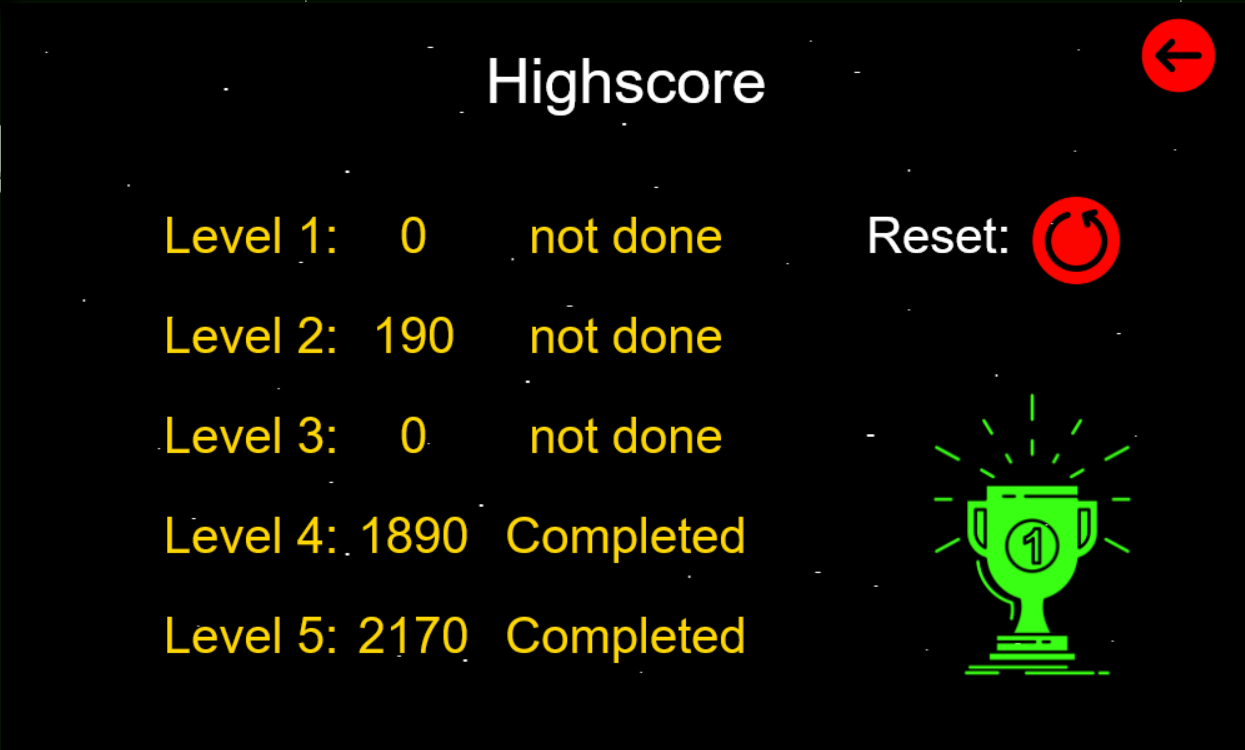 Highscore
Level 1: 0 not done
Reset:
Level 2: 190 not done
Level 3: 0 not done
Level 4: 1890 Completed
Level 5: 2170 Completed
1